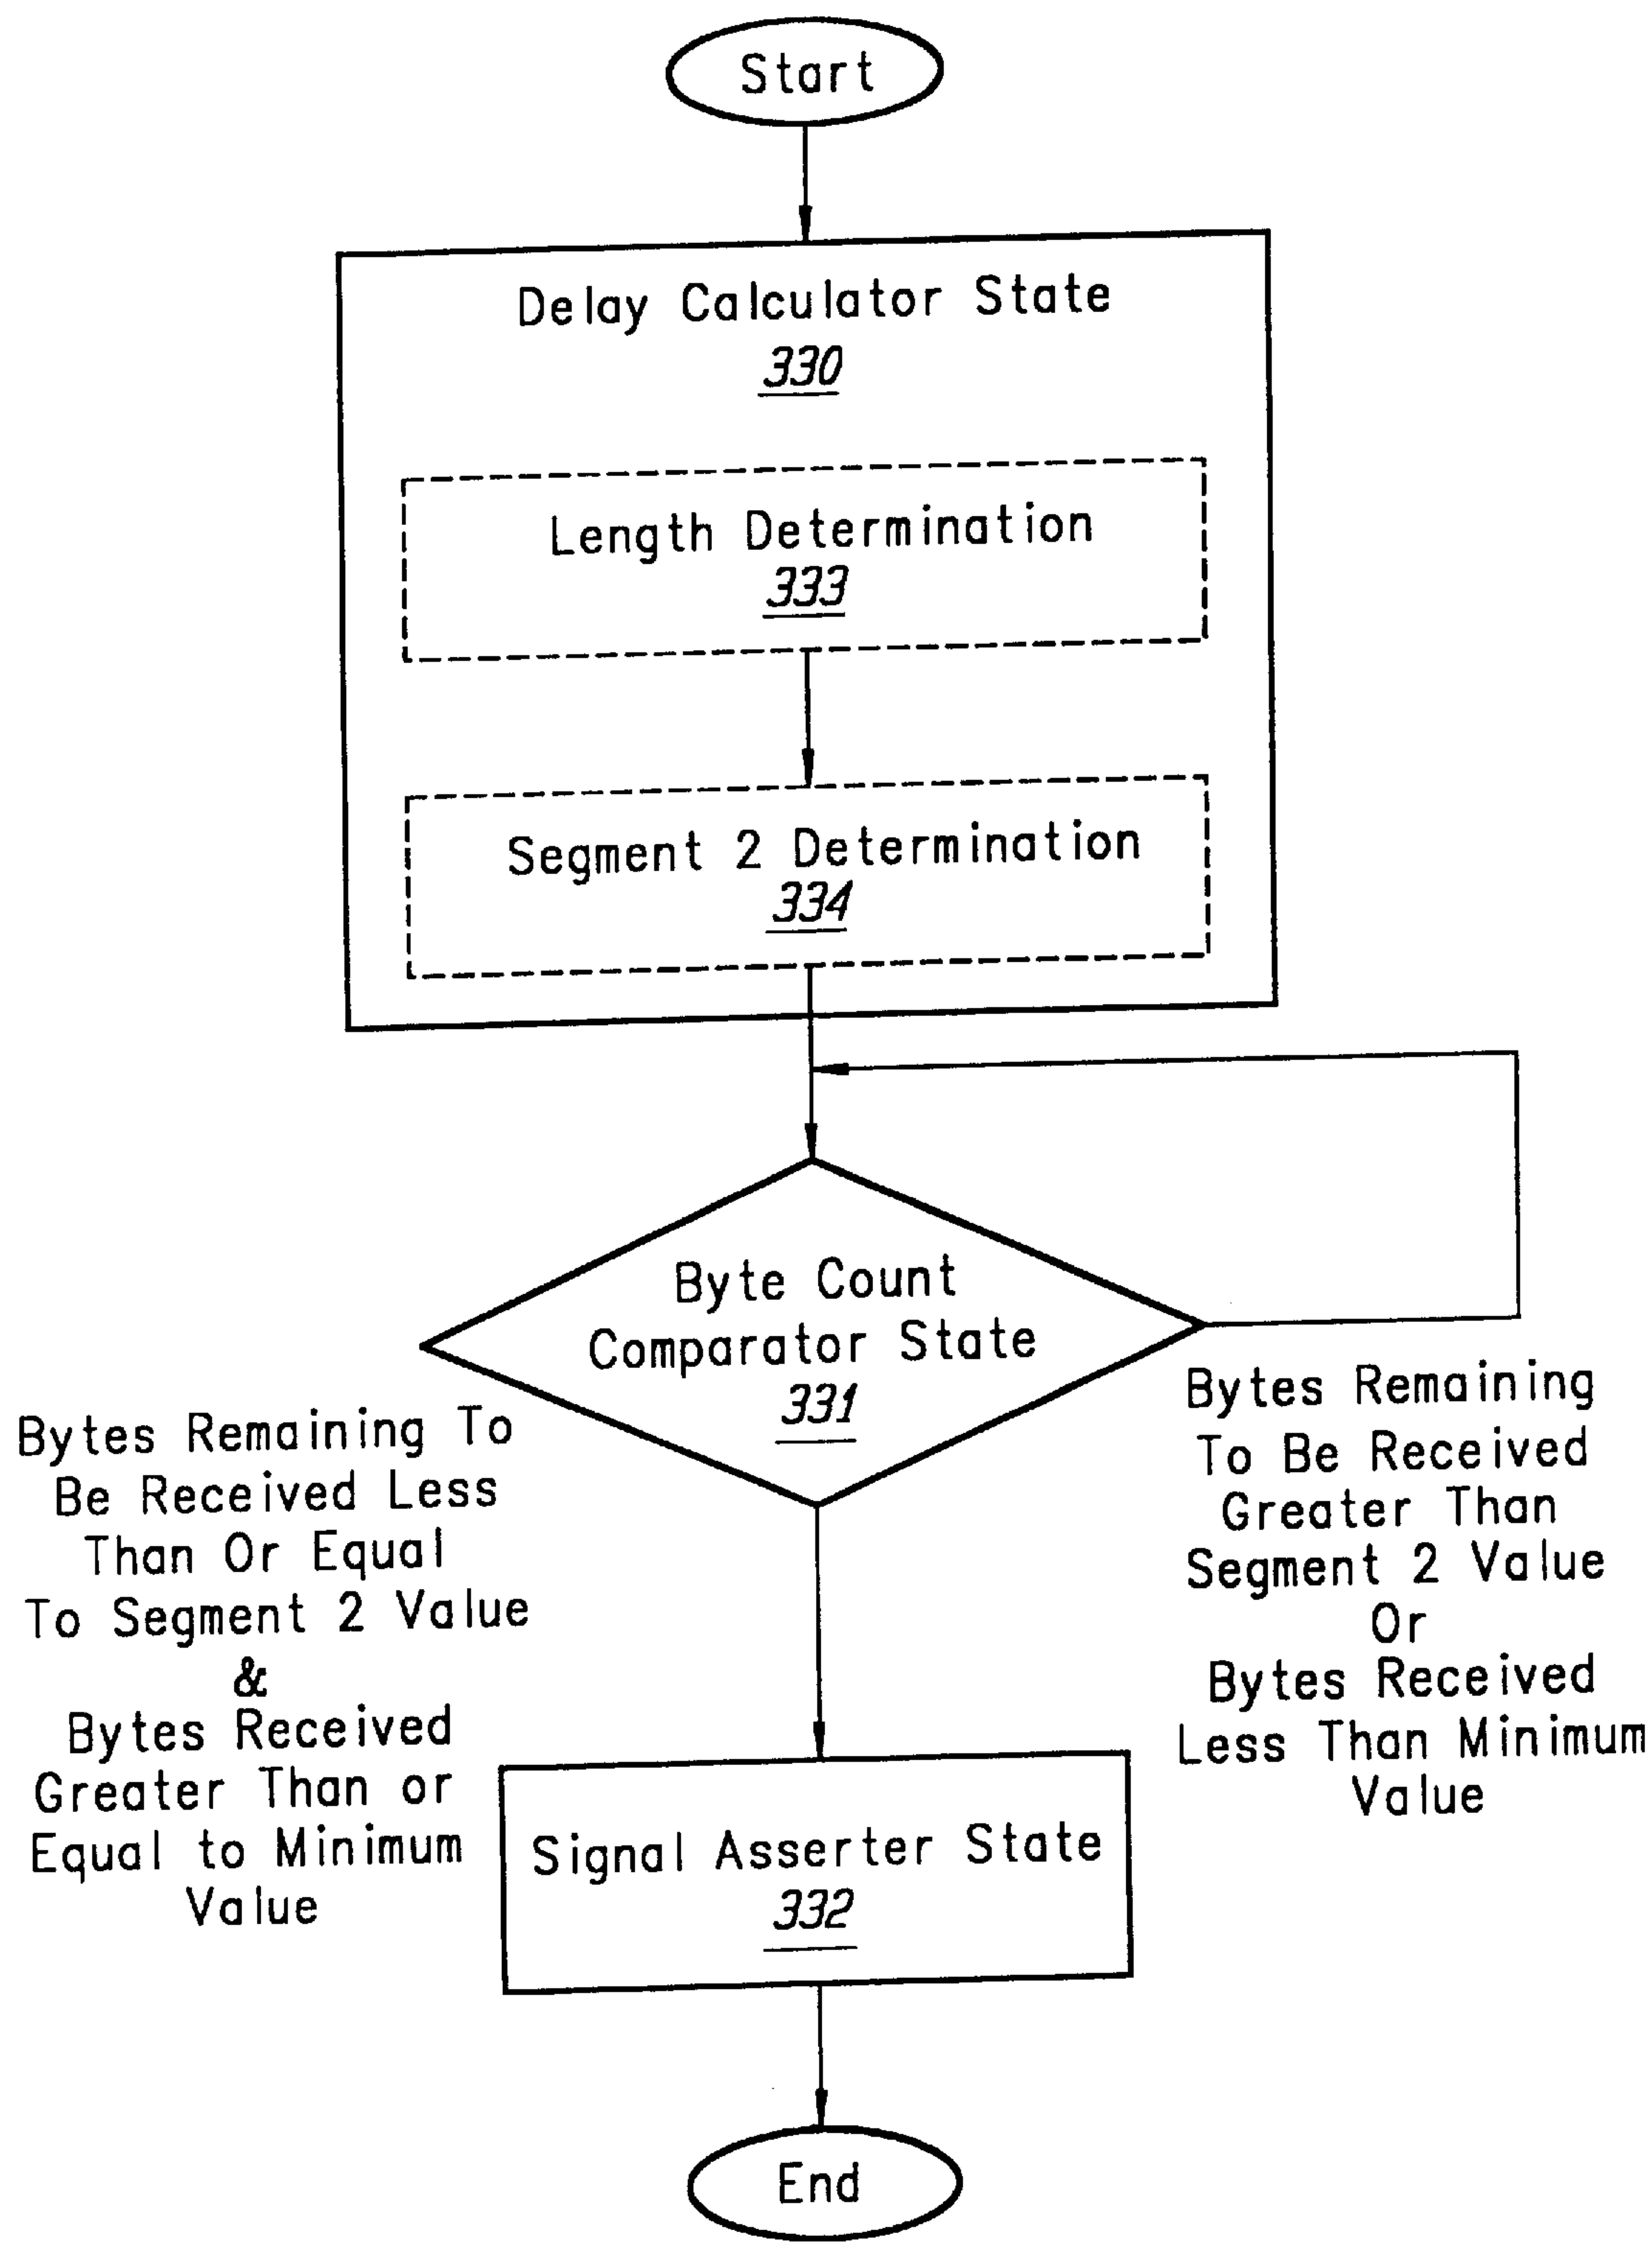 Start
Delay Calculator State
330
Length Determination
333
Segment 2 Determination
334
Byte Count
Comparator State
331
Bytes Remaining To
Be Received Less
Than Or Equal
To Segment 2 Value
&
Bytes Received
Greater Than or
Equal to Minimum
Value
Bytes Remaining
To Be Received
Greater Than
Segment 2 Value
Or
Bytes Received
Less Than Minimum
Value
Signal Asserter State
332
End